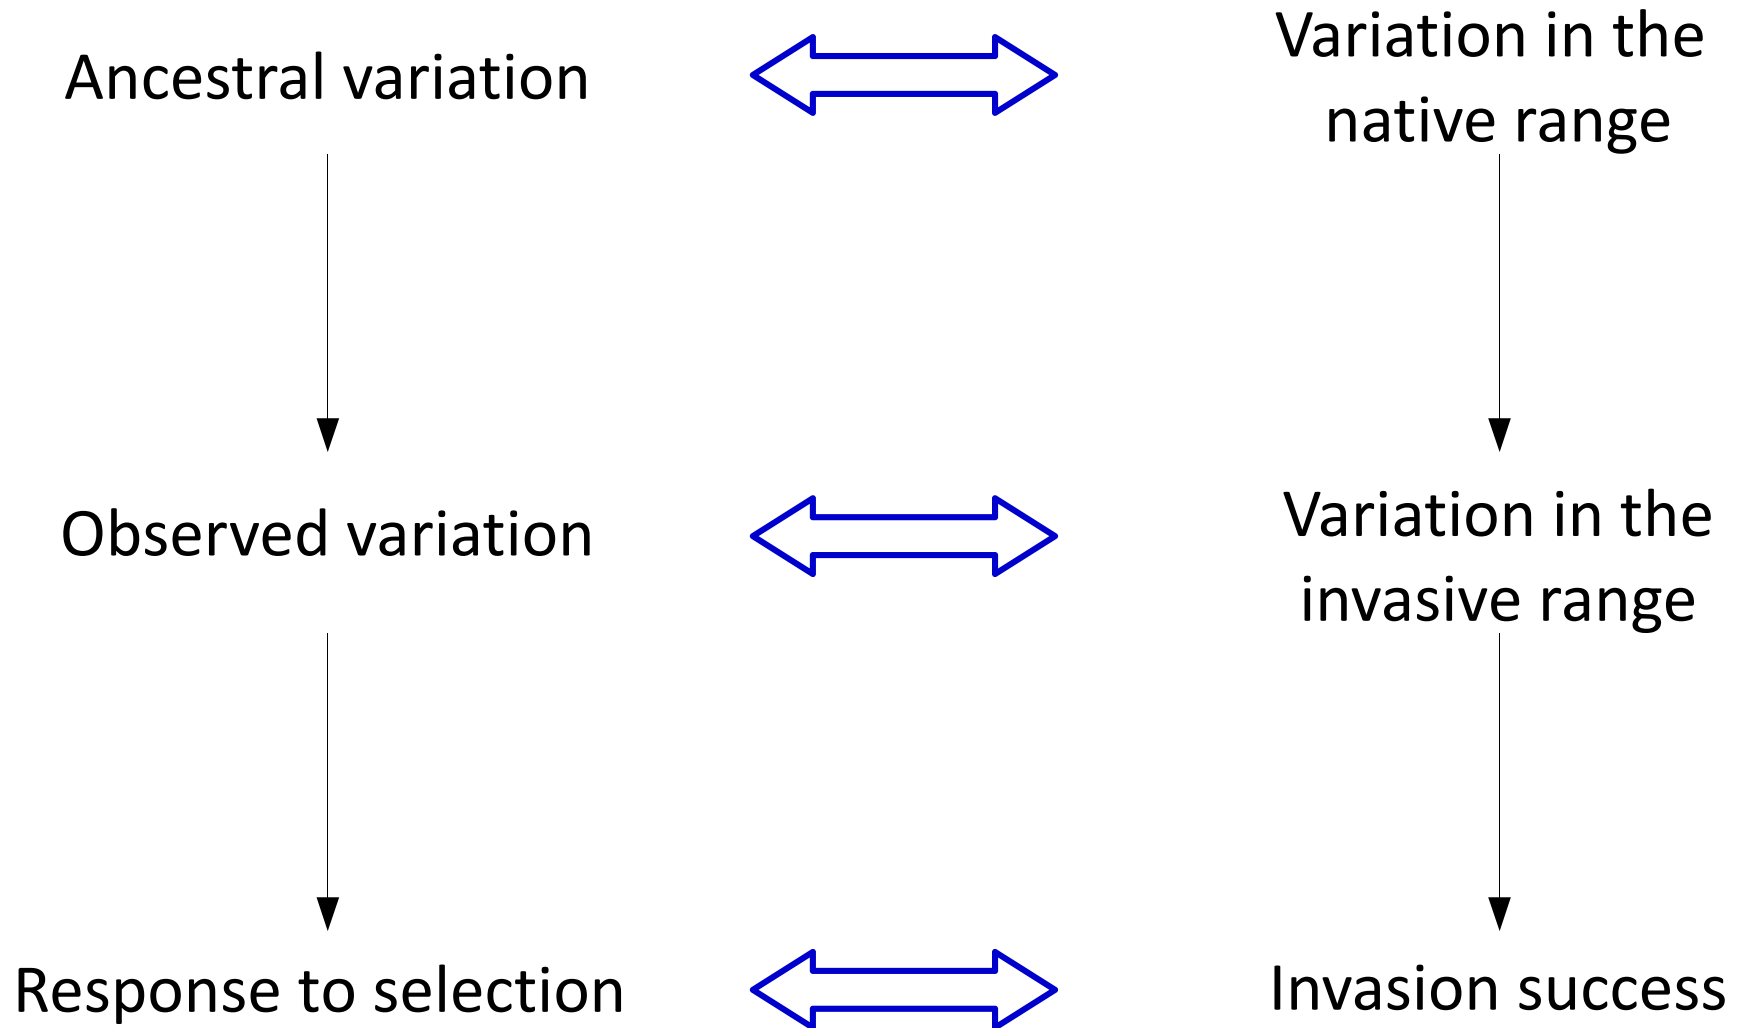 Ancestral variation
Variation in the
native range
Observed variation
Variation in the
invasive range
Response to selection
Invasion success